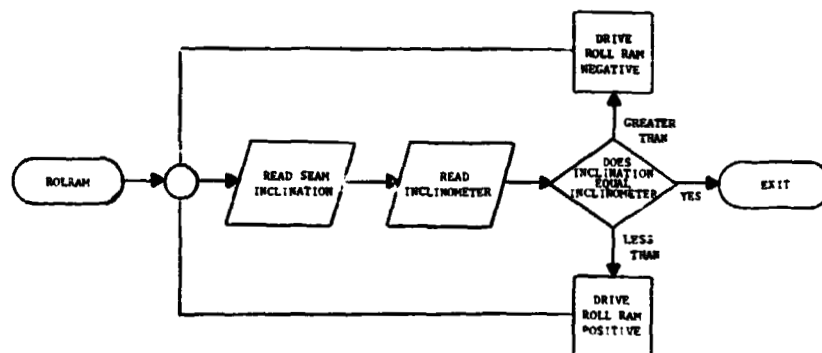 DRIVE
ROLL RAM
NEGATIVE
GREATER
THAN
ROLRAM
READ SEAM
INCLINATION
READ
INCLINOMETER
DOES
INCLINATION
EQUAL
INCLINOMETER
YES
EXIT
LESS
THAN
DRIVE
ROLL RAM
POSITIVE